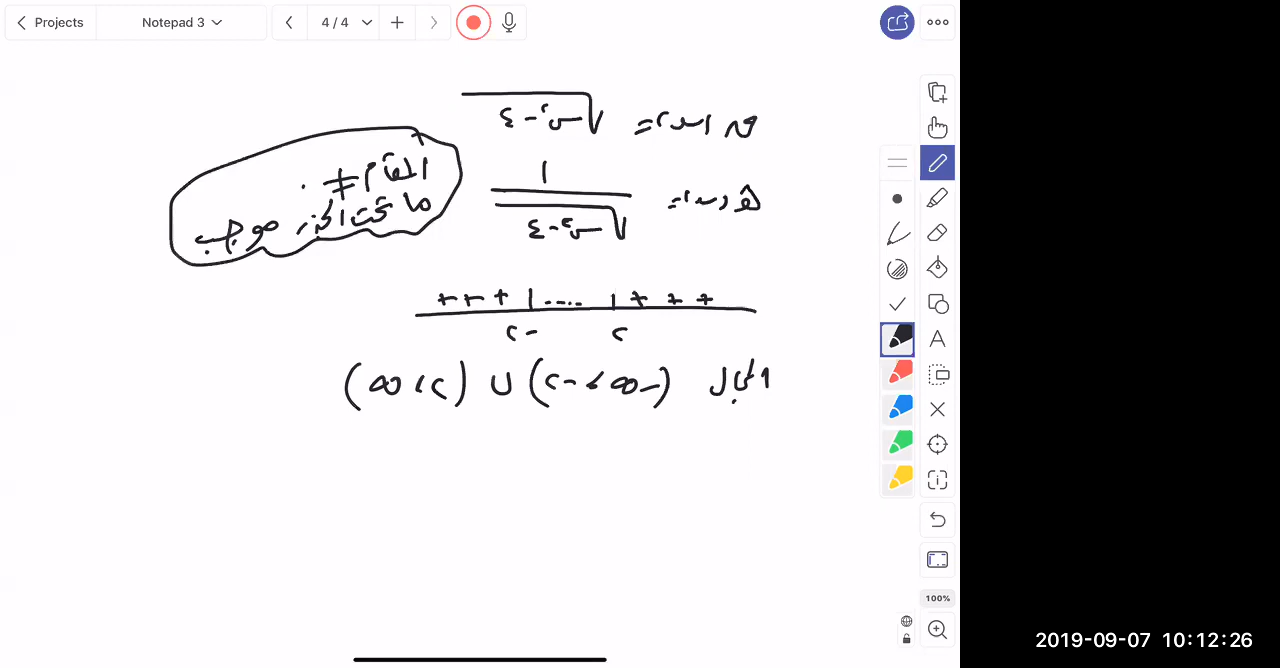 Projects
Notepad 3
4 / 4
ق(س) = √(س² - ٤)
هـ(س) = ١ / √(س² - ٤)
المقام ≠ ٠
ما تحت الجذر موجب
+++ | .... | +++
-٢ ٢
المجال (-∞ ، -٢) ∪ (٢ ، ∞)
100%
2019-09-07 10:12:26